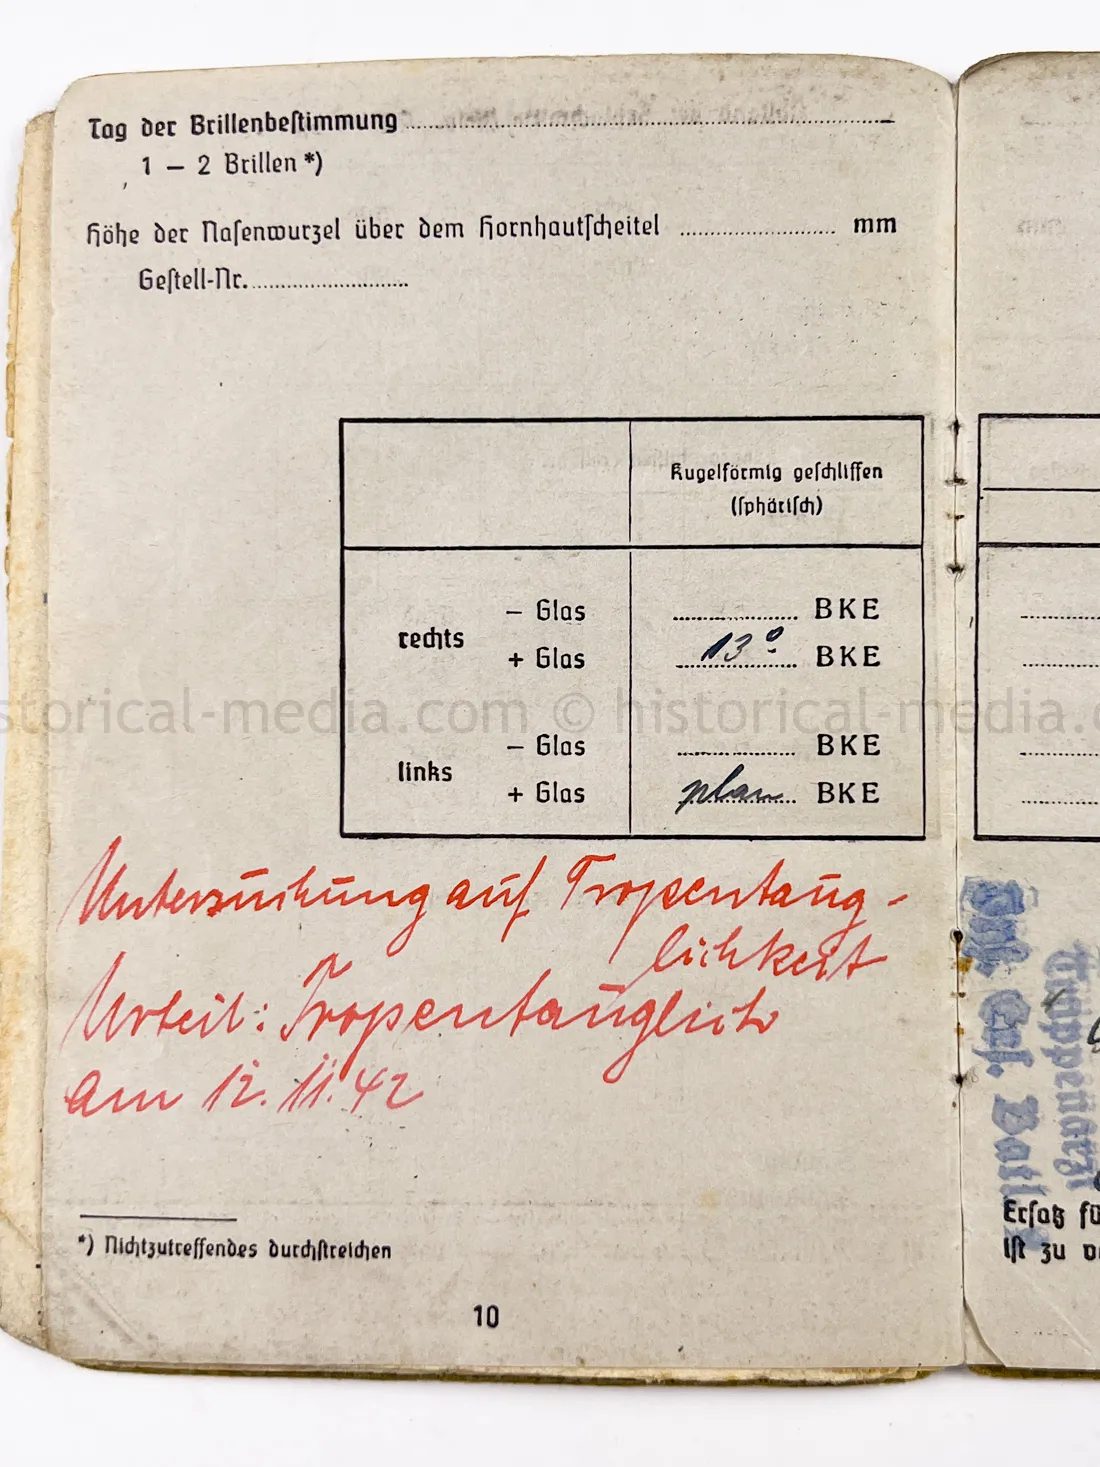 Tag der Brillenbestimmung
1 – 2 Brillen *)
Höhe der Nasenwurzel über dem Hornhautscheitel mm
Gestell-Nr.
Kugelförmig geschliffen
(sphärisch)
– Glas BKE
rechts
+ Glas 13° BKE
historical-media.com © historical-media.c
– Glas BKE
links
+ Glas plan BKE
Untersuchung auf Tropentaug-
lichkeit
Urteil: Tropentauglich
am 12. 11. 42
Truppenarzt
Ersatz fü
ist zu
*) Nichtzutreffendes durchstreichen
10